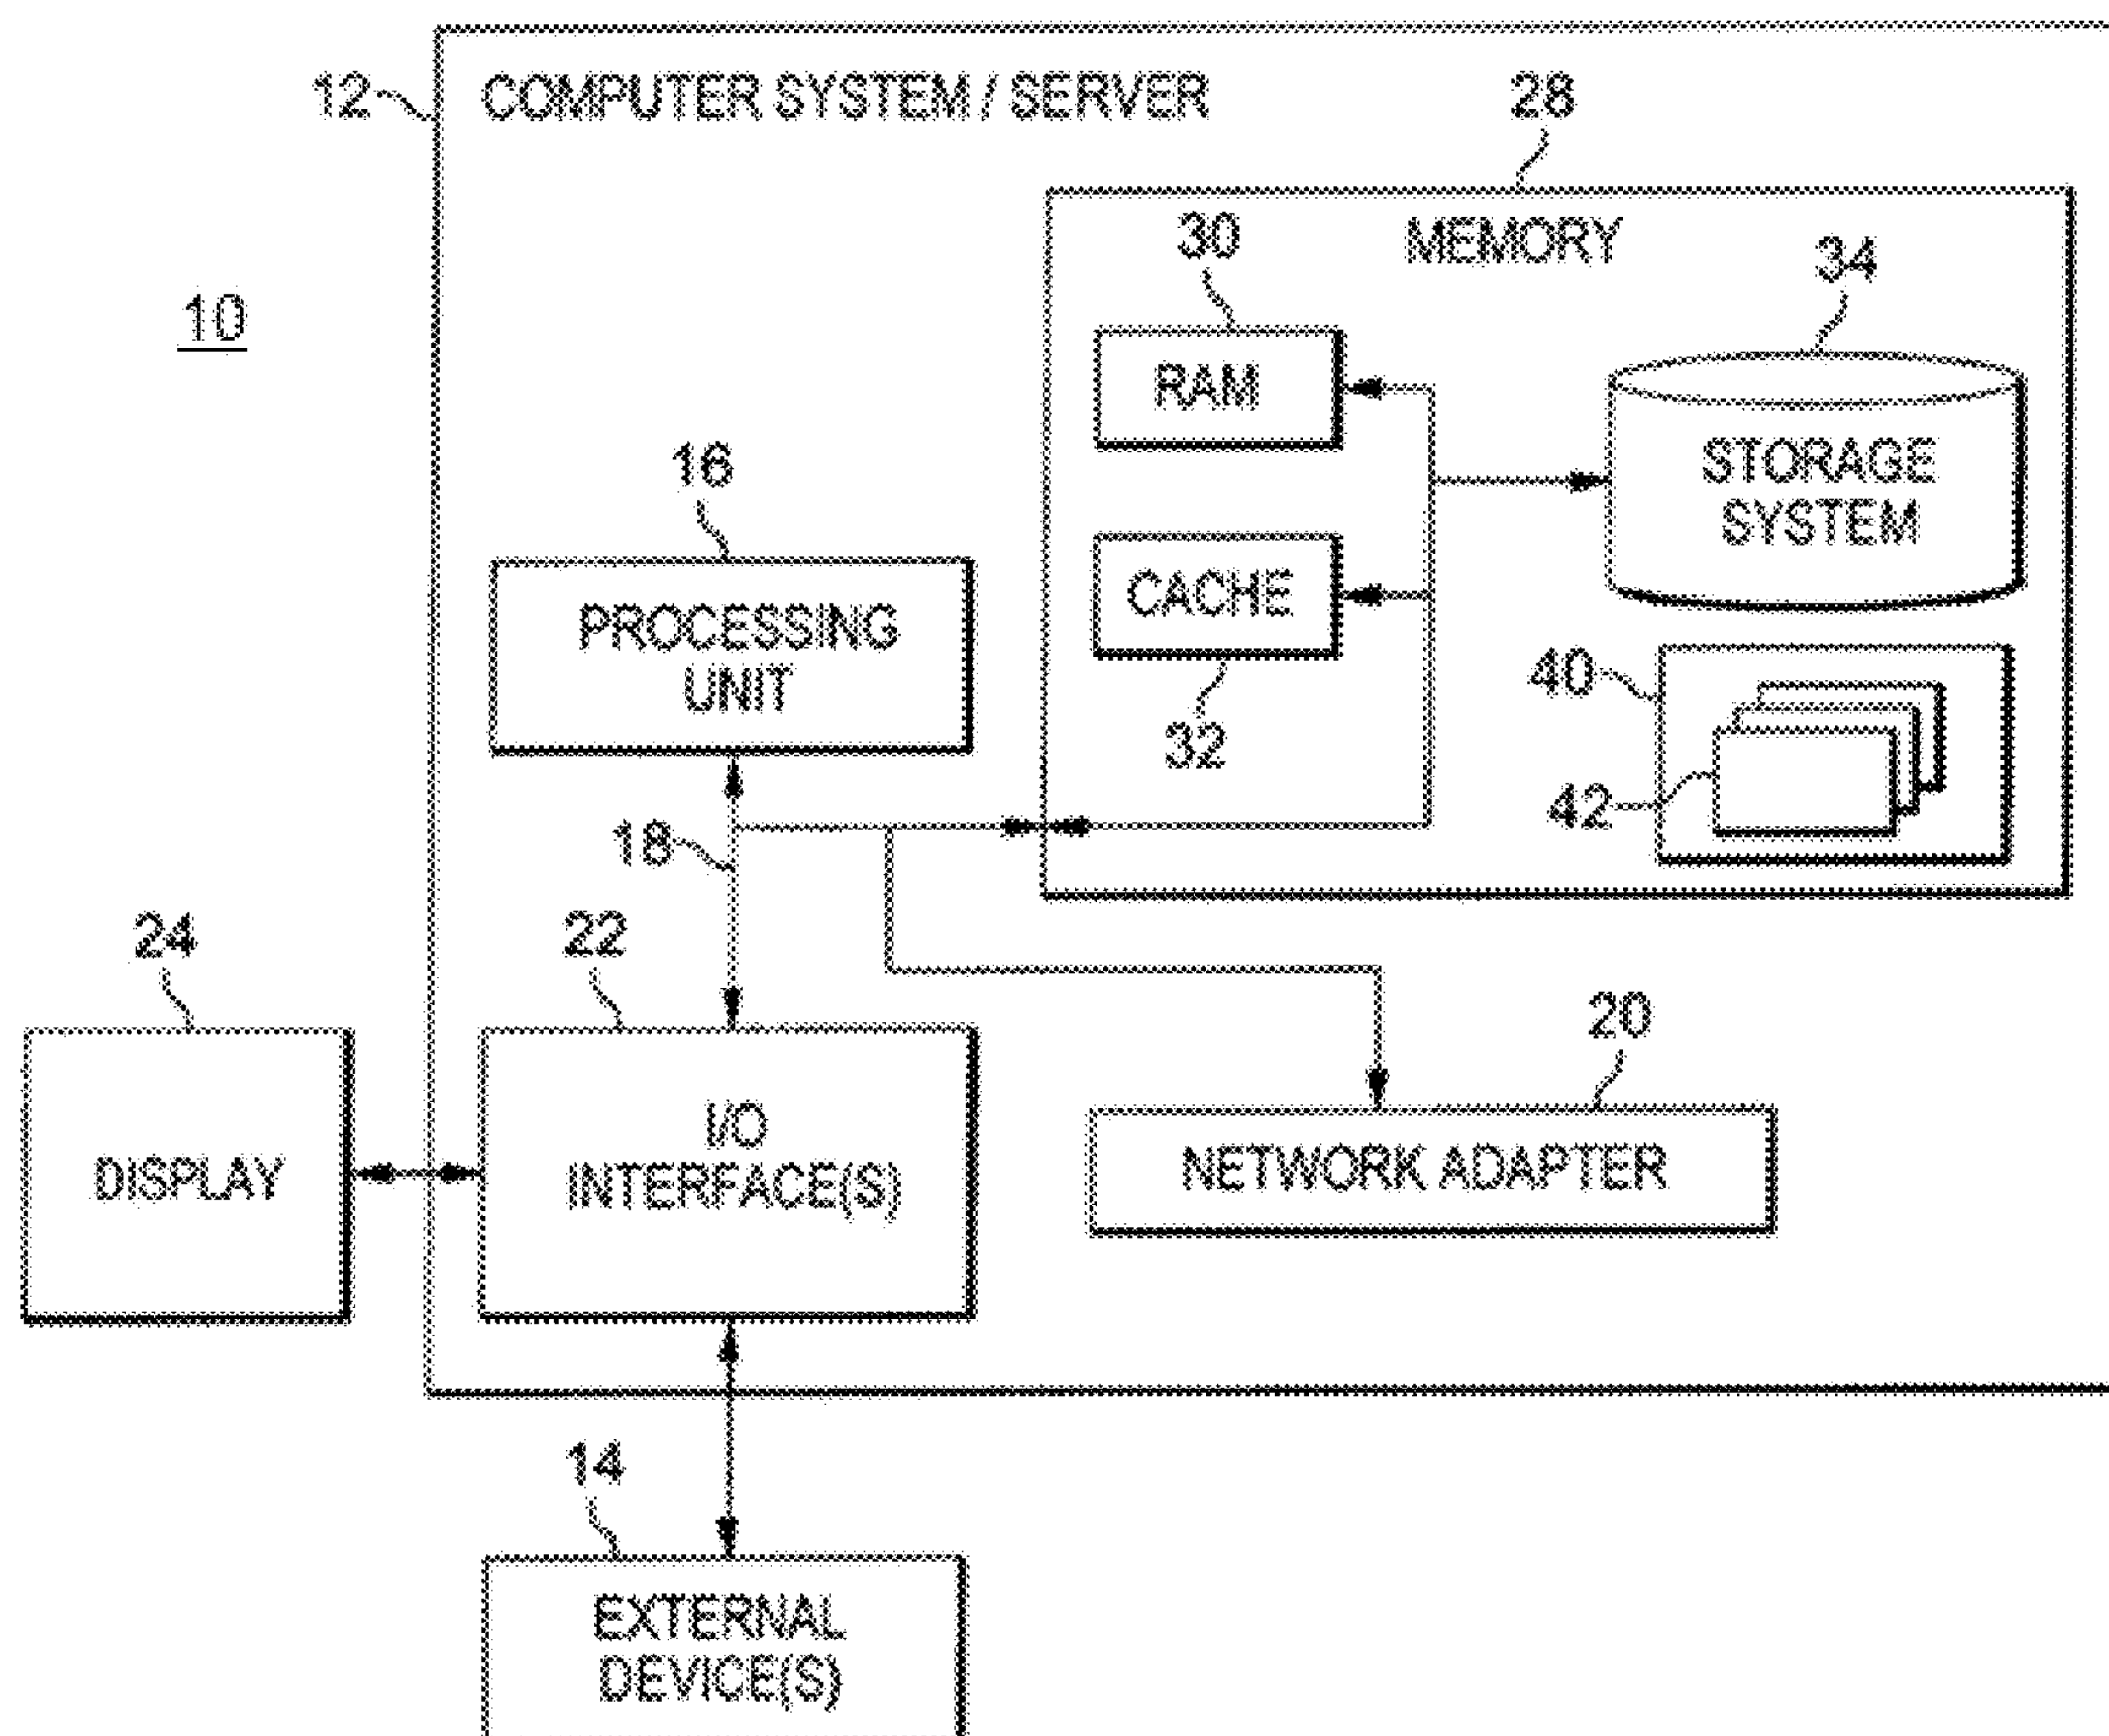 12
COMPUTER SYSTEM / SERVER
28
MEMORY
30
34
10
RAM
STORAGE
SYSTEM
16
PROCESSING
UNIT
CACHE
32
40
42
18
24
22
20
DISPLAY
I/O
INTERFACE(S)
NETWORK ADAPTER
14
EXTERNAL
DEVICE(S)